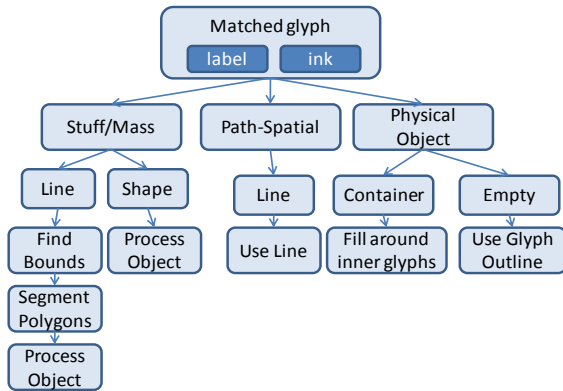 Matched glyph
label ink
Stuff/Mass Path-Spatial Physical
Object
Line Shape Line Container Empty
Find
Bounds
Process
Object
Use Line
Fill around
inner glyphs
Use Glyph
Outline
Segment
Polygons
Process
Object